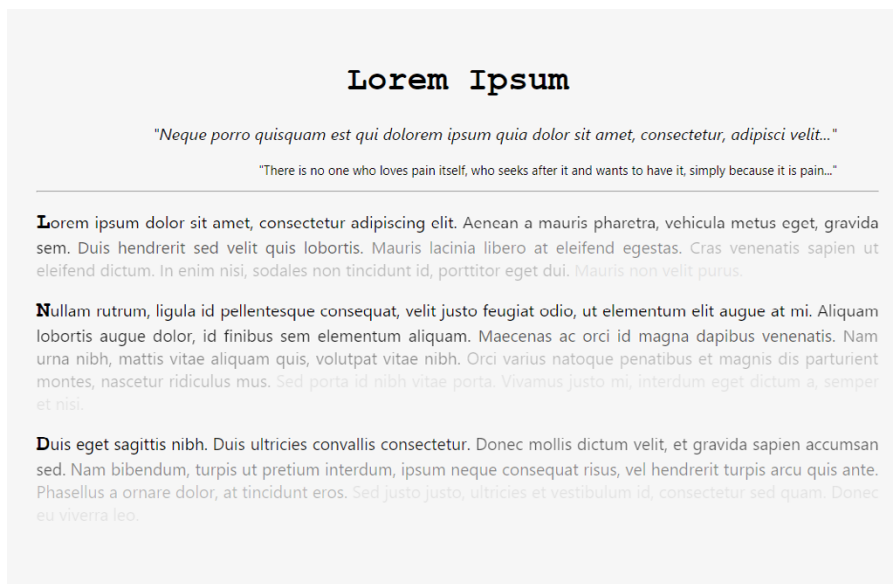 Lorem Ipsum
"Neque porro quisquam est qui dolorem ipsum quia dolor sit amet, consectetur, adipisci velit..."
"There is no one who loves pain itself, who seeks after it and wants to have it, simply because it is pain..."
Lorem ipsum dolor sit amet, consectetur adipiscing elit. Aenean a mauris pharetra, vehicula metus eget, gravida
sem. Duis hendrerit sed velit quis lobortis. Mauris lacinia libero at eleifend egestas. Cras venenatis sapien ut
eleifend dictum. In enim nisi, sodales non tincidunt id, porttitor eget dui. Mauris non velit purus.
Nullam rutrum, ligula id pellentesque consequat, velit justo feugiat odio, ut elementum elit augue at mi. Aliquam
lobortis augue dolor, id finibus sem elementum aliquam. Maecenas ac orci id magna dapibus venenatis. Nam
urna nibh, mattis vitae aliquam quis, volutpat vitae nibh. Orci varius natoque penatibus et magnis dis parturient
montes, nascetur ridiculus mus. Sed porta id nibh vitae porta. Vivamus justo mi, interdum eget dictum a, semper
et nisi.
Duis eget sagittis nibh. Duis ultricies convallis consectetur. Donec mollis dictum velit, et gravida sapien accumsan
sed. Nam bibendum, turpis ut pretium interdum, ipsum neque consequat risus, vel hendrerit turpis arcu quis ante.
Phasellus a ornare dolor, at tincidunt eros. Sed justo justo, ultricies et vestibulum id, consectetur sed quam. Donec
eu viverra leo.